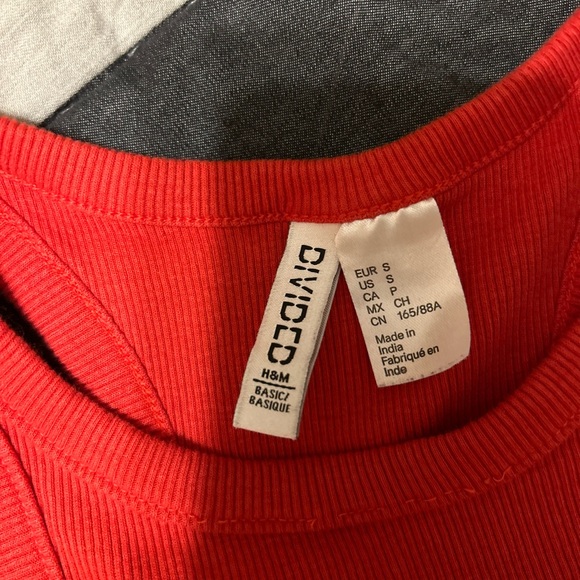 DIVIDED
H&M
BASIC/
BASIQUE
EUR S
US S
CA P
MX CH
CN 165/88A
Made in
India
Fabriqué en
Inde